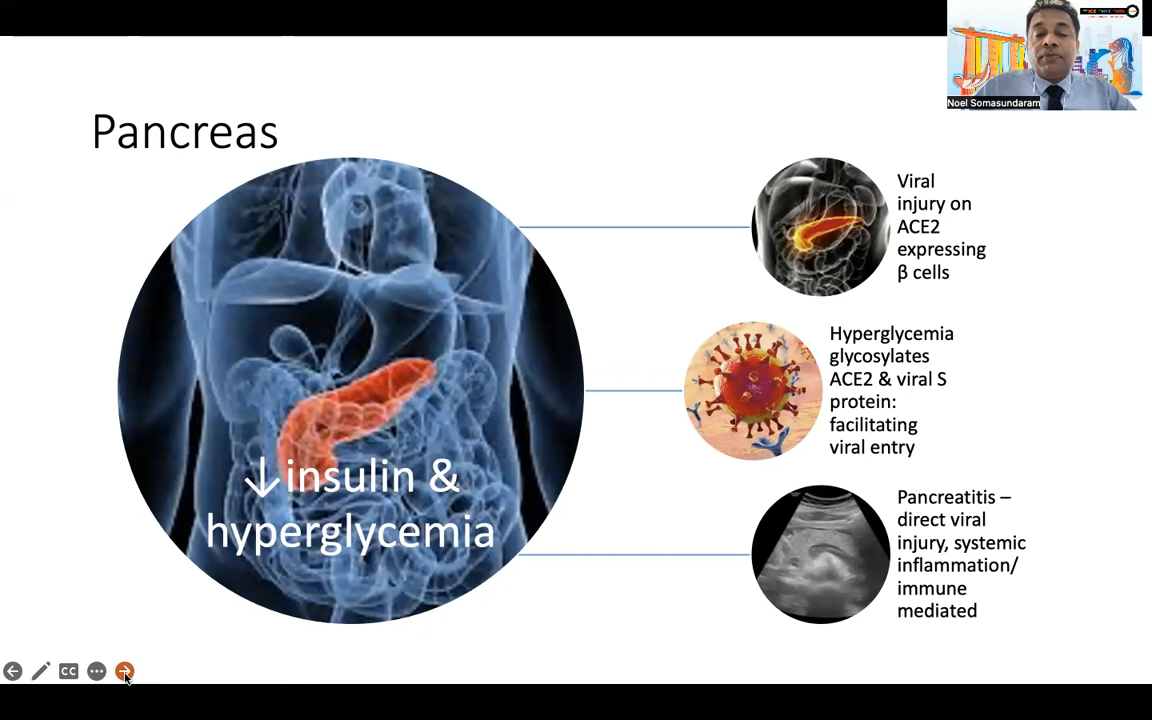 Noel Somasundaram
Pancreas
Viral
injury on
ACE2
expressing
β cells
Hyperglycemia
glycosylates
ACE2 & viral S
protein:
facilitating
viral entry
↓insulin &
hyperglycemia
Pancreatitis –
direct viral
injury, systemic
inflammation/
immune
mediated
CC